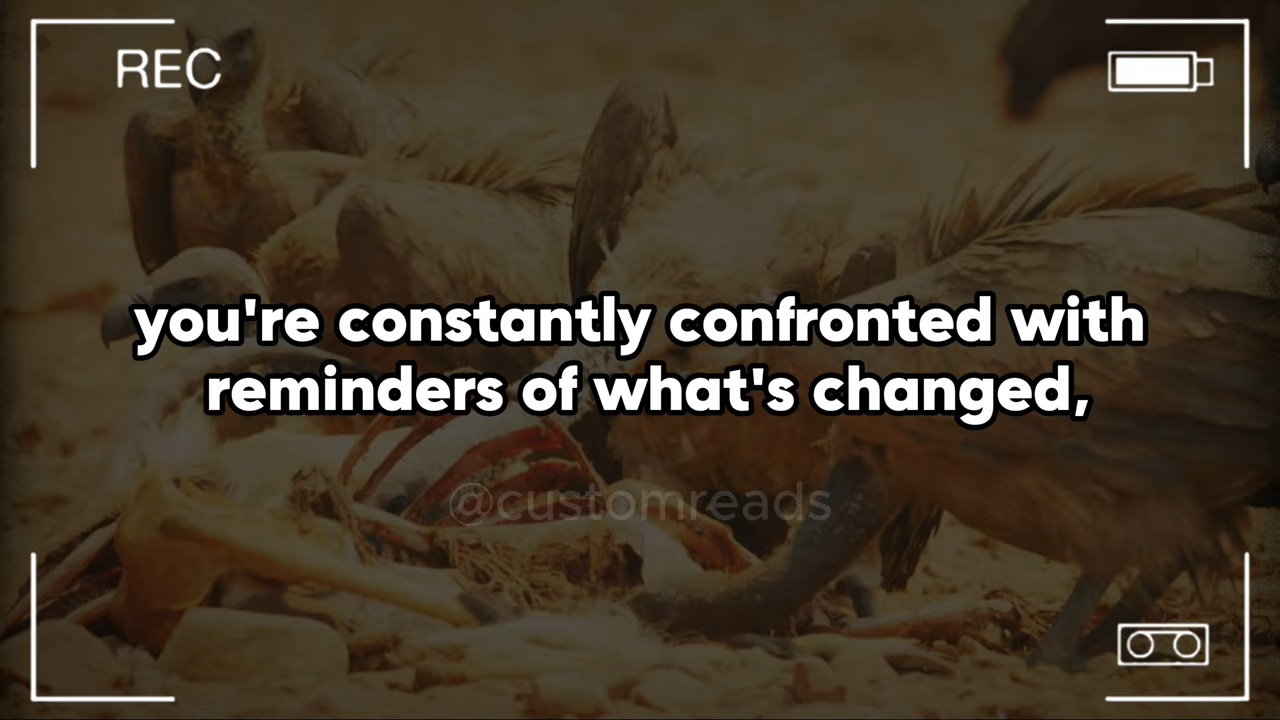 REC
you're constantly confronted with
reminders of what's changed,
@customreads